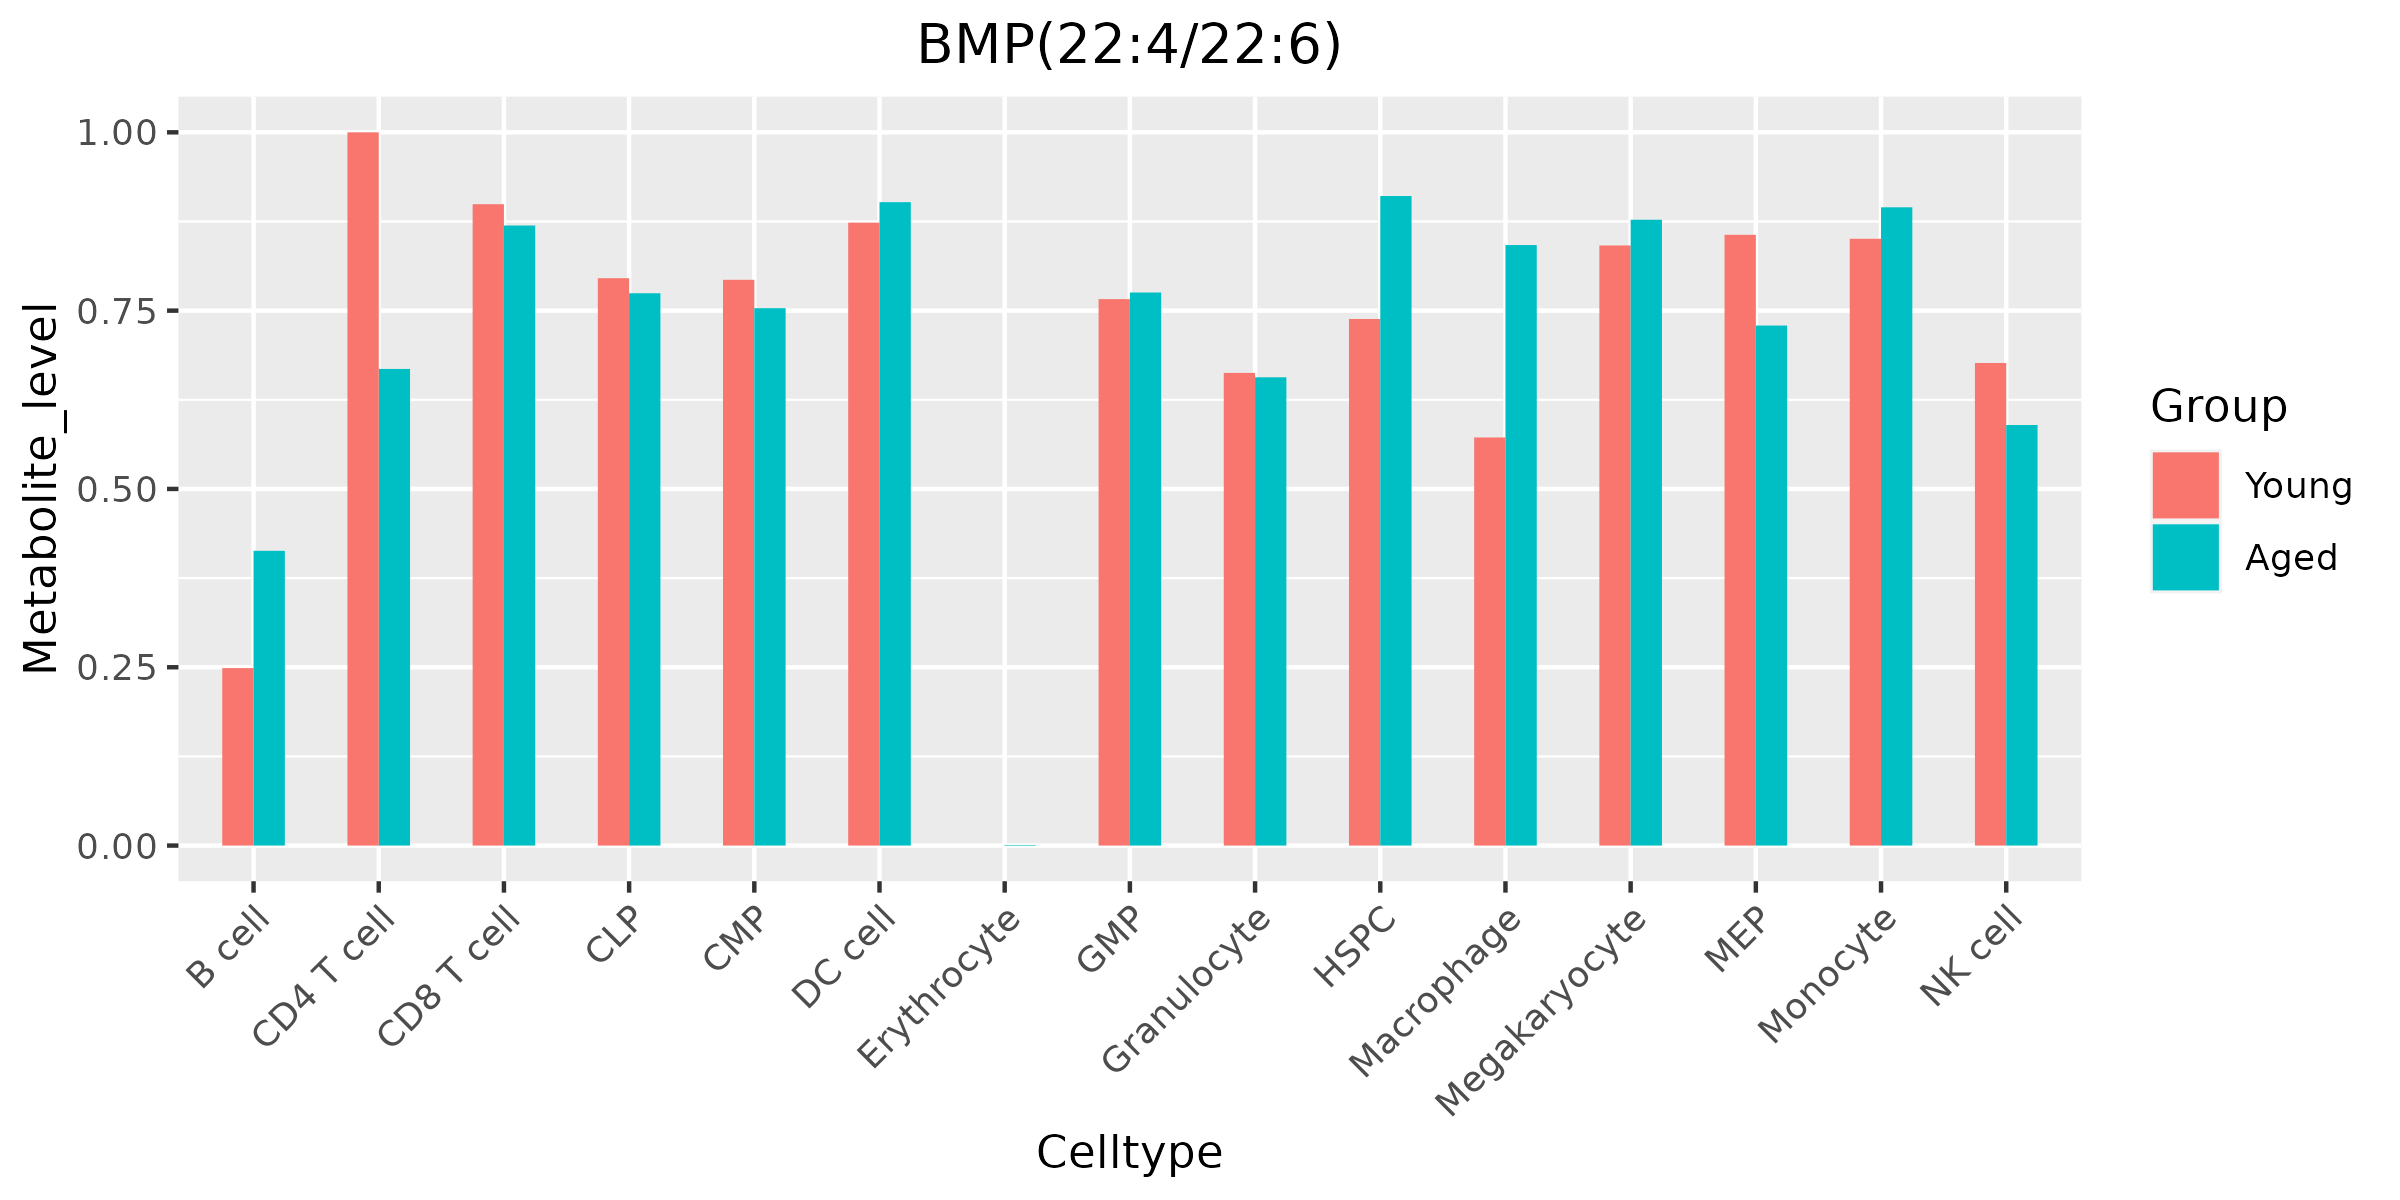 BMP(22:4/22:6)
Metabolite_level
1.00
0.75
0.50
0.25
0.00
B cell
CD4 T cell
CD8 T cell
CLP
CMP
DC cell
Erythrocyte
GMP
Granulocyte
HSPC
Macrophage
Megakaryocyte
MEP
Monocyte
NK cell
Celltype
Group
Young
Aged